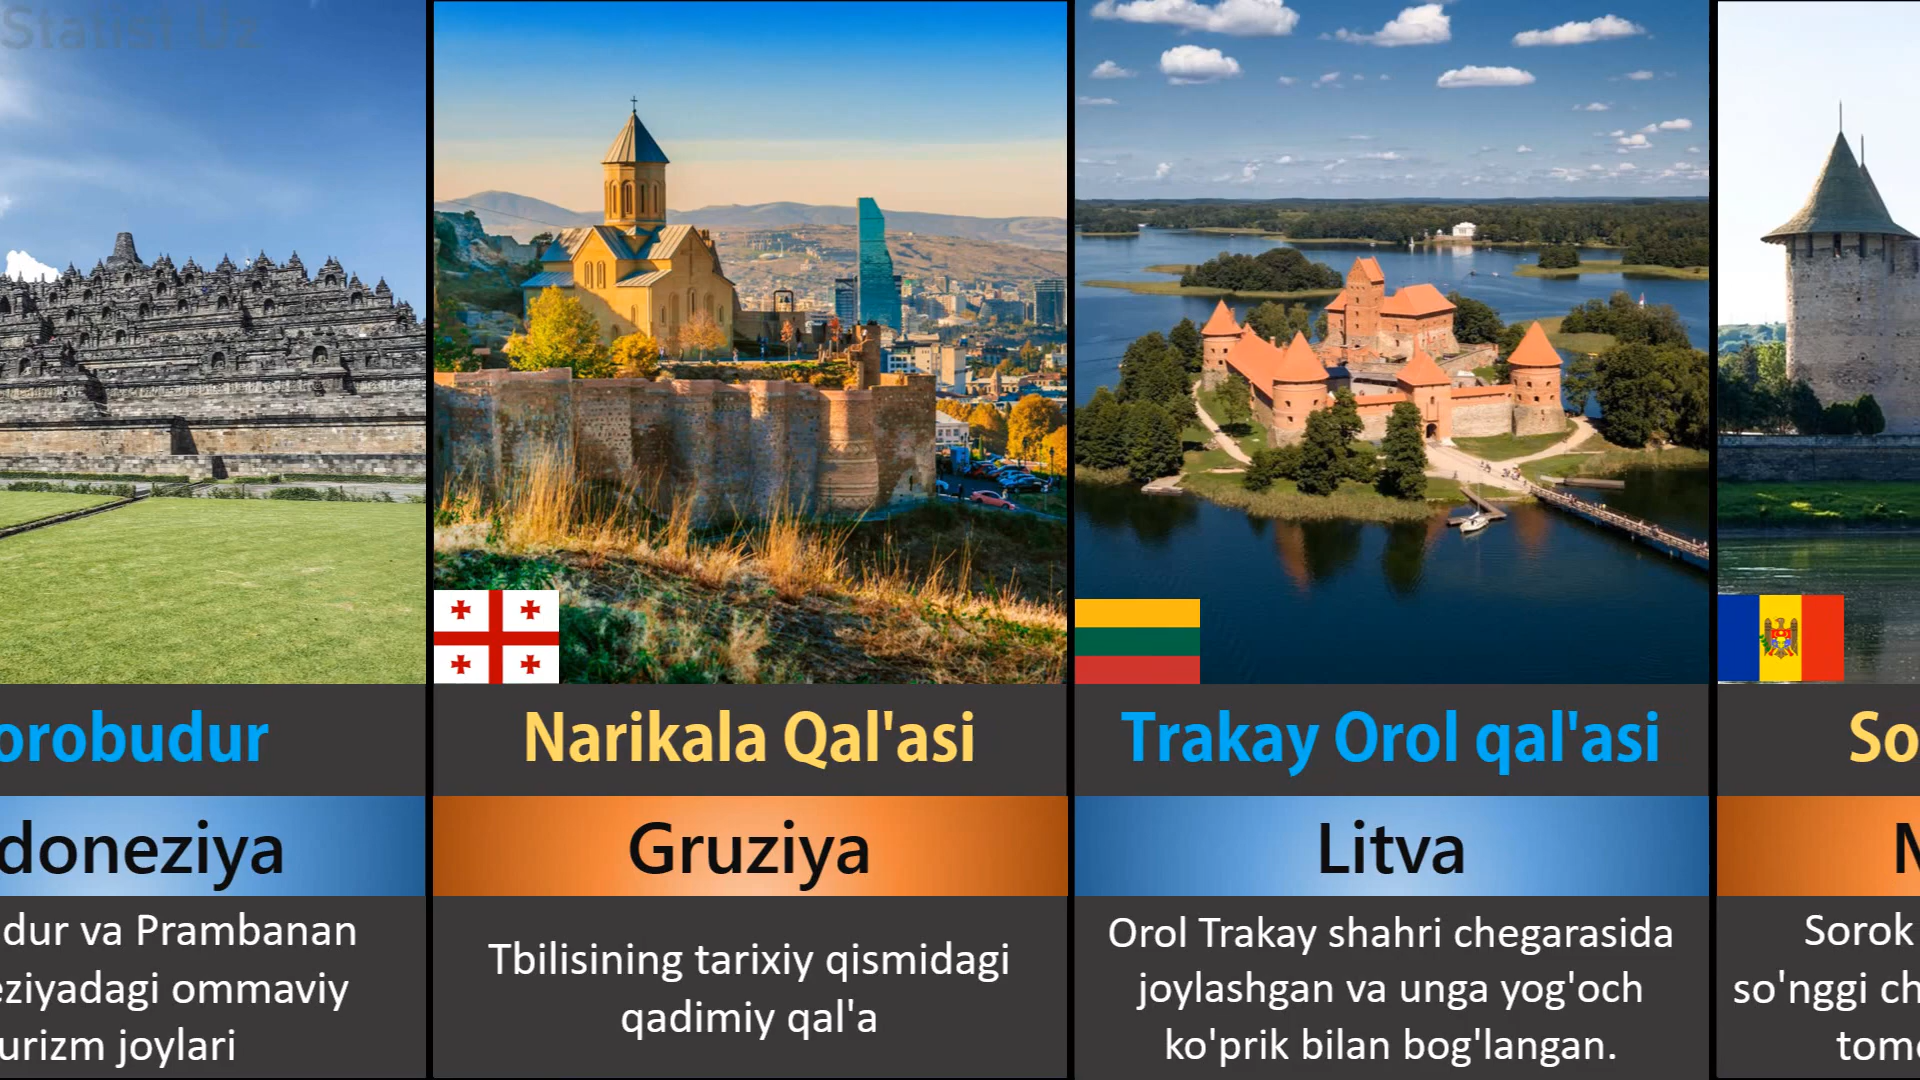 Statist Uz
orobudur
doneziya
dur va Prambanan
eziyadagi ommaviy
urizm joylari
Narikala Qal'asi
Gruziya
Tbilisining tarixiy qismidagi
qadimiy qal'a
Trakay Orol qal'asi
Litva
Orol Trakay shahri chegarasida
joylashgan va unga yog'och
ko'prik bilan bog'langan.
So
Sorok
so'nggi ch
tom